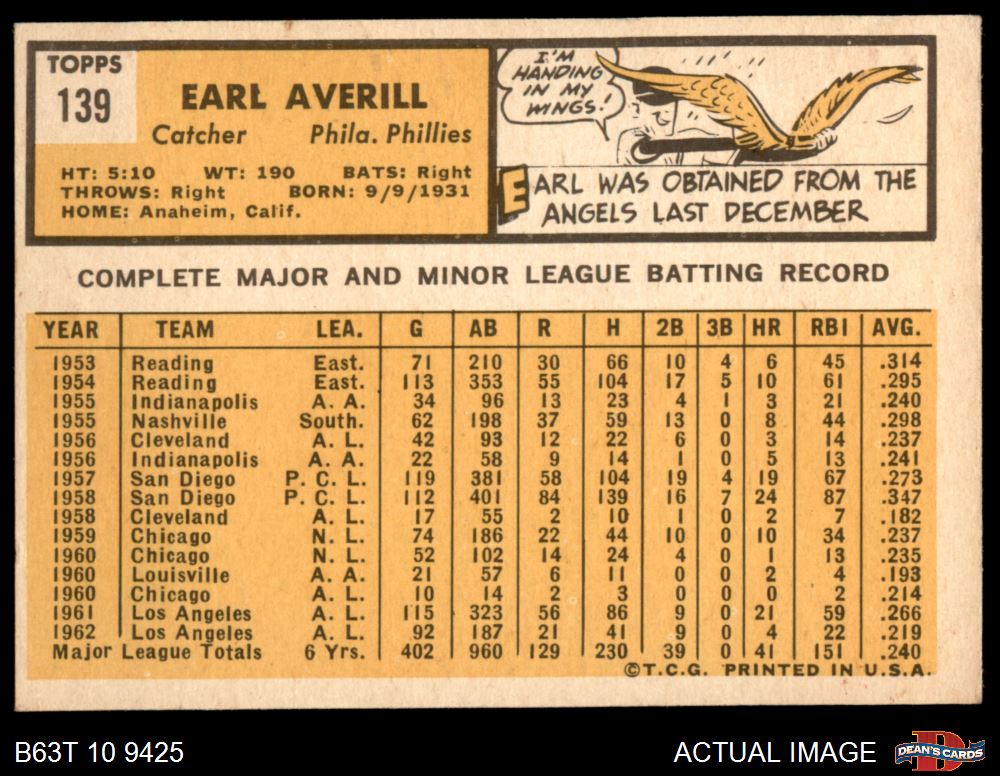 TOPPS
139
EARL AVERILL
Catcher Phila. Phillies
HT: 5:10 WT: 190 BATS: Right
THROWS: Right BORN: 9/9/1931
HOME: Anaheim, Calif.
I'M
HANDING
IN MY
WINGS!
EARL WAS OBTAINED FROM THE
ANGELS LAST DECEMBER
COMPLETE MAJOR AND MINOR LEAGUE BATTING RECORD
YEAR TEAM LEA. G AB R H 2B 3B HR RBI AVG.
1953 Reading East. 71 210 30 66 10 4 6 45 .314
1954 Reading East. 113 353 55 104 17 5 10 61 .295
1955 Indianapolis A. A. 34 96 13 23 4 1 3 21 .240
1955 Nashville South. 62 198 37 59 13 0 8 44 .298
1956 Cleveland A. L. 42 93 12 22 6 0 3 14 .237
1956 Indianapolis A. A. 22 58 9 14 1 0 5 13 .241
1957 San Diego P. C. L. 119 381 58 104 19 4 19 67 .273
1958 San Diego P. C. L. 112 401 84 139 16 7 24 87 .347
1958 Cleveland A. L. 17 55 2 10 1 0 2 7 .182
1959 Chicago N. L. 74 186 22 44 10 0 10 34 .237
1960 Chicago N. L. 52 102 14 24 4 0 1 13 .235
1960 Louisville A. A. 21 57 6 11 0 0 2 4 .193
1960 Chicago A. L. 10 14 2 3 0 0 0 2 .214
1961 Los Angeles A. L. 115 323 56 86 9 0 21 59 .266
1962 Los Angeles A. L. 92 187 21 41 9 0 4 22 .219
Major League Totals 6 Yrs. 402 960 129 230 39 0 41 151 .240
©T.C.G. PRINTED IN U.S.A.
B63T 10 9425 ACTUAL IMAGE DEAN'S CARDS